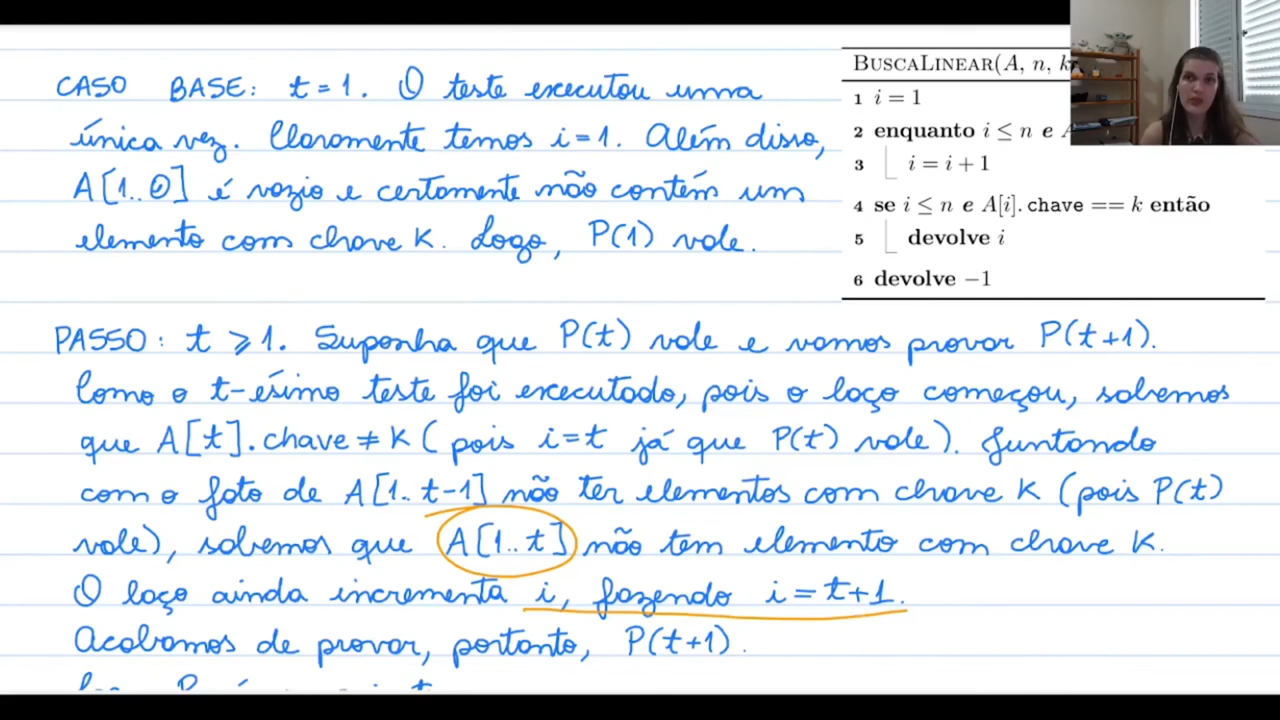 CASO BASE: t = 1. O teste executou uma
única vez. Claramente temos i = 1. Além disso,
A[1..0] é vazio e certamente não contém um
elemento com chave K. Logo, P(1) vale.
PASSO: t ⩾ 1. Suponha que P(t) vale e vamos provar P(t+1).
Como o t-ésimo teste foi executado, pois o laço começou, sabemos
que A[t].chave ≠ K (pois i=t já que P(t) vale). Juntando
com o fato de A[1..t-1] não ter elementos com chave K (pois P(t)
vale), sabemos que A[1..t] não tem elemento com chave K.
O laço ainda incrementa i, fazendo i = t+1.
Acabamos de provar, portanto, P(t+1).
BUSCALINEAR(A, n, k
1 i = 1
2 enquanto i ≤ n e
3 i = i + 1
4 se i ≤ n e A[i].chave == k então
5 devolve i
6 devolve −1